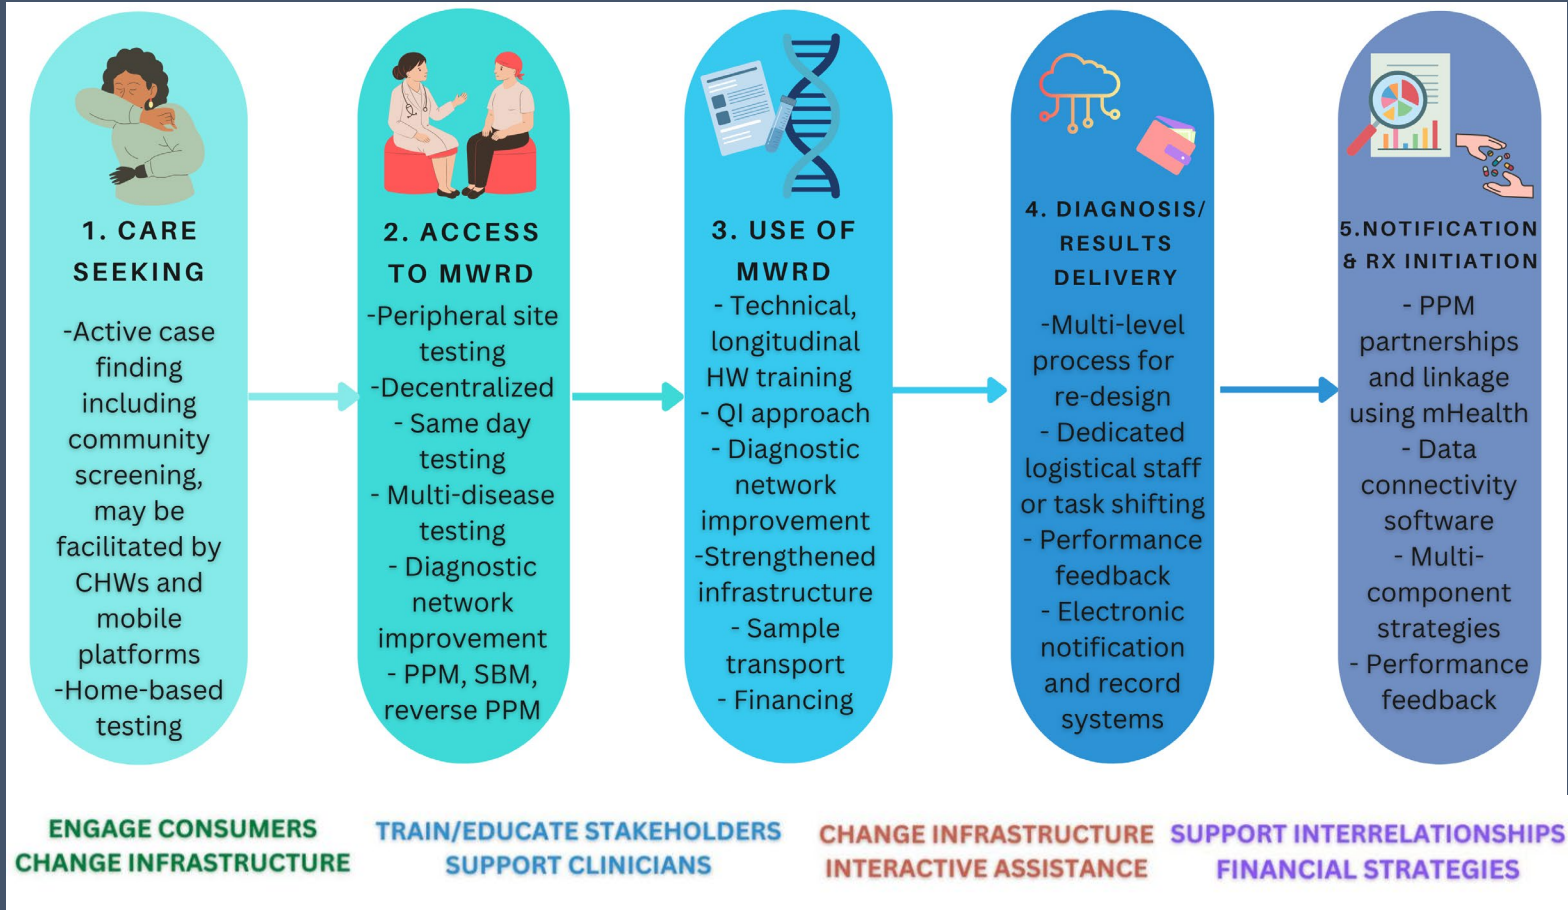 1. CARE
SEEKING
-Active case
finding
including
community
screening,
may be
facilitated by
CHWs and
mobile
platforms
-Home-based
testing
2. ACCESS
TO MWRD
-Peripheral site
testing
-Decentralized
- Same day
testing
- Multi-disease
testing
- Diagnostic
network
improvement
- PPM, SBM,
reverse PPM
3. USE OF
MWRD
- Technical,
longitudinal
HW training
- QI approach
- Diagnostic
network
improvement
-Strengthened
infrastructure
- Sample
transport
- Financing
4. DIAGNOSIS/
RESULTS
DELIVERY
-Multi-level
process for
re-design
- Dedicated
logistical staff
or task shifting
- Performance
feedback
- Electronic
notification
and record
systems
5.NOTIFICATION
& RX INITIATION
- PPM
partnerships
and linkage
using mHealth
- Data
connectivity
software
- Multi-
component
strategies
- Performance
feedback
ENGAGE CONSUMERS
CHANGE INFRASTRUCTURE
TRAIN/EDUCATE STAKEHOLDERS
SUPPORT CLINICIANS
CHANGE INFRASTRUCTURE
INTERACTIVE ASSISTANCE
SUPPORT INTERRELATIONSHIPS
FINANCIAL STRATEGIES